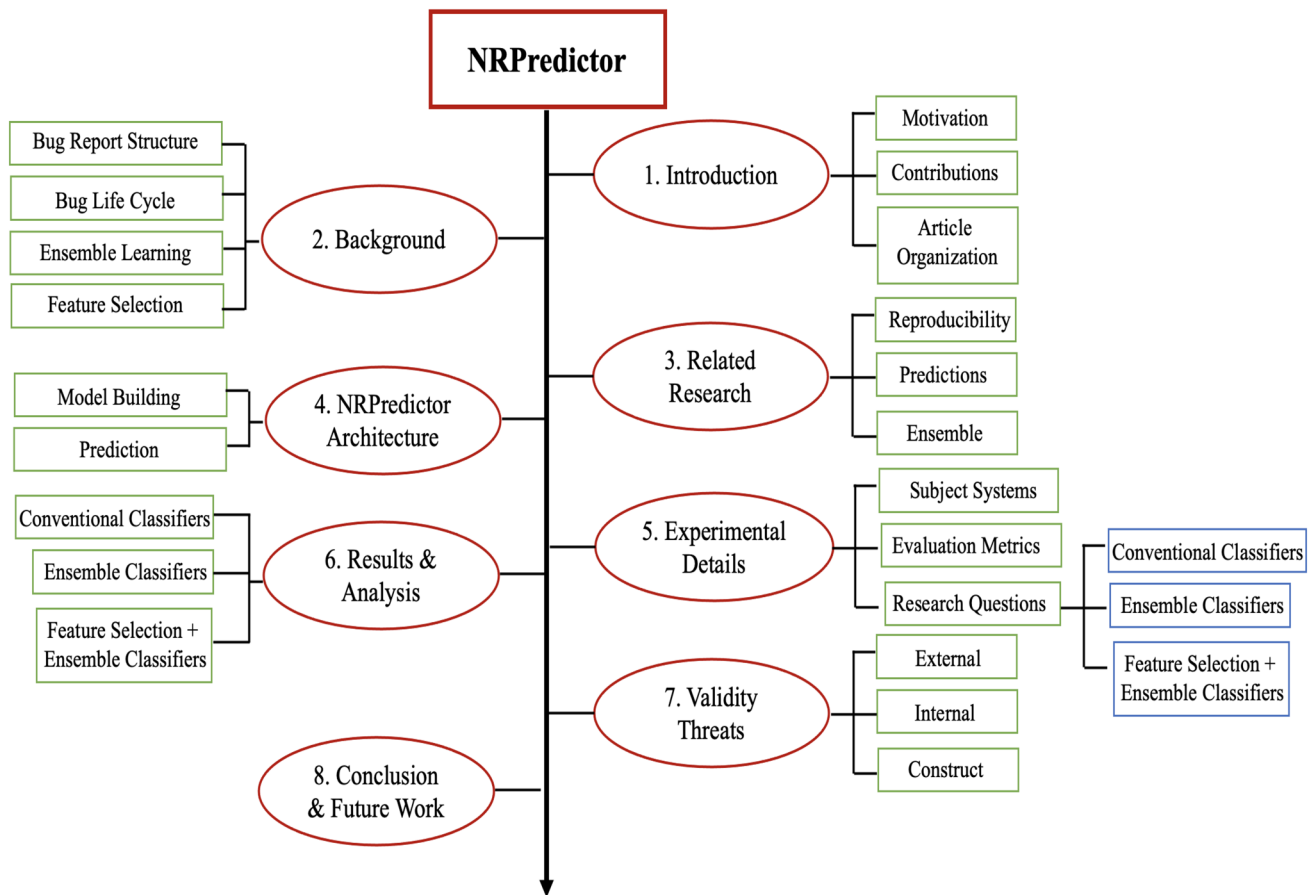 NRPredictor
1. Introduction
Motivation
Contributions
Article
Organization
2. Background
Bug Report Structure
Bug Life Cycle
Ensemble Learning
Feature Selection
3. Related
Research
Reproducibility
Predictions
Ensemble
4. NRPredictor
Architecture
Model Building
Prediction
5. Experimental
Details
Subject Systems
Evaluation Metrics
Research Questions
Conventional Classifiers
Ensemble Classifiers
Feature Selection +
Ensemble Classifiers
6. Results &
Analysis
Conventional Classifiers
Ensemble Classifiers
Feature Selection +
Ensemble Classifiers
7. Validity
Threats
External
Internal
Construct
8. Conclusion
& Future Work